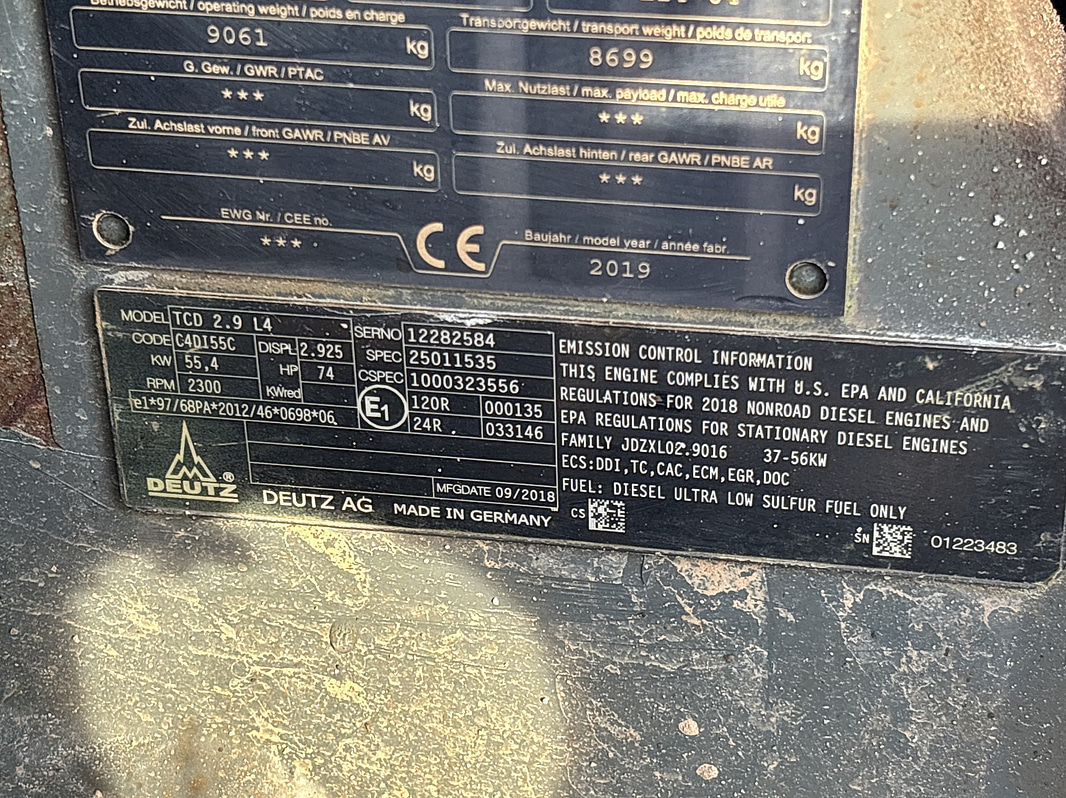 Betriebsgewicht / operating weight / poids en charge
9061 kg
Transportgewicht / transport weight / poids de transport
8699 kg
G. Gew. / GWR / PTAC
*** kg
Max. Nutzlast / max. payload / max. charge utile
*** kg
Zul. Achslast vorne / front GAWR / PNBE AV
*** kg
Zul. Achslast hinten / rear GAWR / PNBE AR
*** kg
EWG Nr. / CEE no.
***
CE
Baujahr / model year / année fabr.
2019
MODEL TCD 2.9 L4
CODE C4DI55C DISPL 2.925
KW 55,4 HP 74
RPM 2300 KWred
e1*97/68PA*2012/46*0698*06
SERNO 12282584
SPEC 25011535
CSPEC 1000323556
E1 120R 000135
24R 033146
MFGDATE 09/2018
DEUTZ ®
DEUTZ AG MADE IN GERMANY
EMISSION CONTROL INFORMATION
THIS ENGINE COMPLIES WITH U.S. EPA AND CALIFORNIA
REGULATIONS FOR 2018 NONROAD DIESEL ENGINES AND
EPA REGULATIONS FOR STATIONARY DIESEL ENGINES
FAMILY JDZXL02.9016 37-56KW
ECS:DDI,TC,CAC,ECM,EGR,DOC
FUEL: DIESEL ULTRA LOW SULFUR FUEL ONLY
CS
SN 01223483